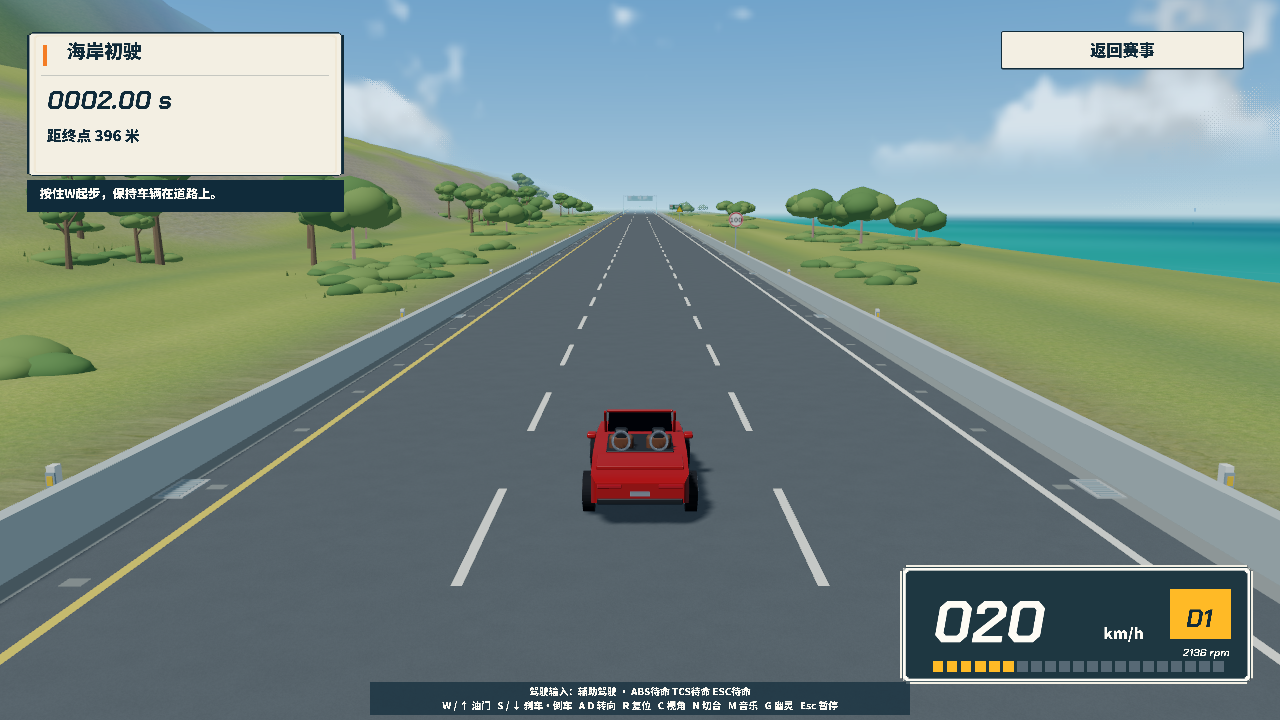 海岸初驶
0002.00 s
距终点 396 米
按住W起步，保持车辆在道路上。
返回赛事
100
020 km/h D1
2136 rpm
驾驶输入：辅助驾驶 · ABS待命 TCS待命 ESC待命
W / ↑ 油门 S / ↓ 刹车·倒车 A D 转向 R 复位 C 视角 N 切台 M 音乐 G 幽灵 Esc 暂停